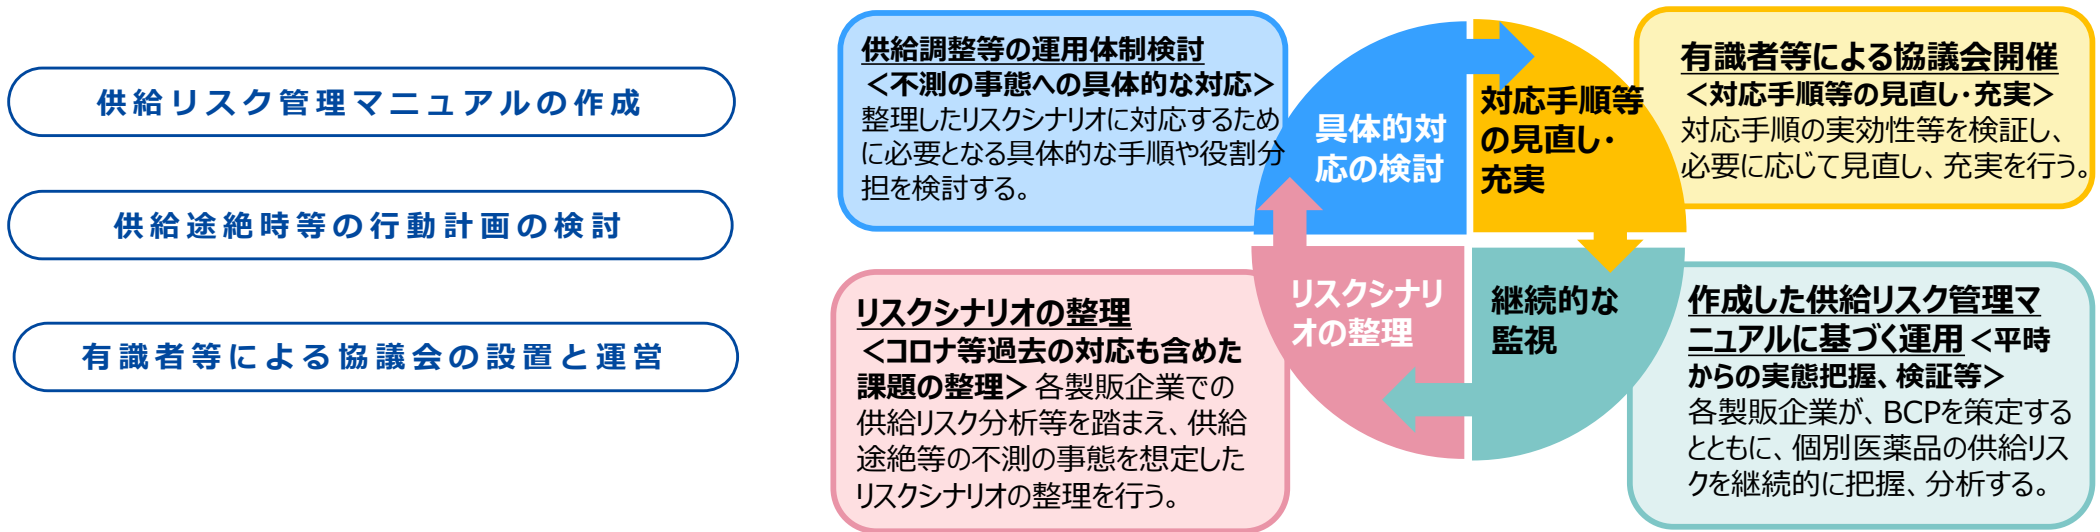 供給リスク管理マニュアルの作成
供給途絶時等の行動計画の検討
有識者等による協議会の設置と運営
供給調整等の運用体制検討
＜不測の事態への具体的な対応＞
整理したリスクシナリオに対応するため
に必要となる具体的な手順や役割分
担を検討する。
具体的対
応の検討
対応手順等
の見直し・
充実
有識者等による協議会開催
＜対応手順等の見直し・充実＞
対応手順の実効性等を検証し、
必要に応じて見直し、充実を行う。
リスクシナリオの整理
＜コロナ等過去の対応も含めた
課題の整理＞各製販企業での
供給リスク分析等を踏まえ、供給
途絶等の不測の事態を想定した
リスクシナリオの整理を行う。
リスクシナリ
オの整理
継続的な
監視
作成した供給リスク管理マ
ニュアルに基づく運用＜平時
からの実態把握、検証等＞
各製販企業が、BCPを策定する
とともに、個別医薬品の供給リス
クを継続的に把握、分析する。